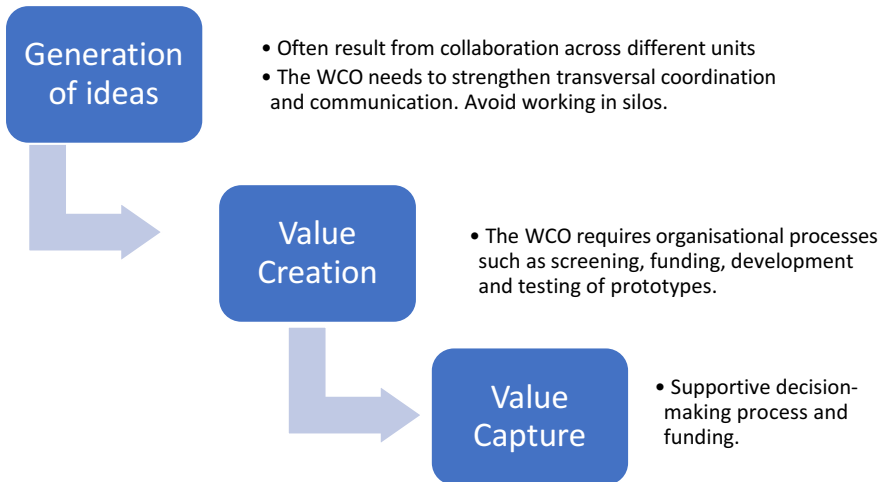 Generation
of ideas
• Often result from collaboration across different units
• The WCO needs to strengthen transversal coordination
and communication. Avoid working in silos.
Value
Creation
• The WCO requires organisational processes
such as screening, funding, development
and testing of prototypes.
Value
Capture
• Supportive decision-
making process and
funding.